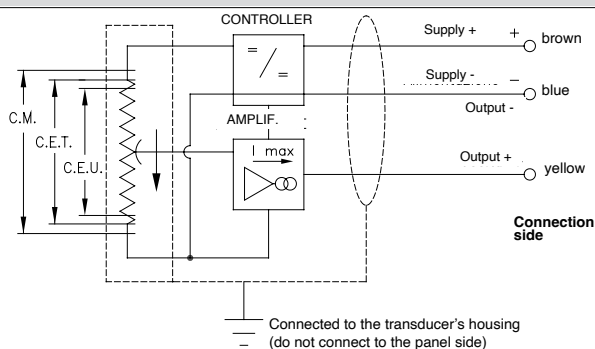 CONTROLLER
Supply +
+
brown
=
/
=
Supply -
–
blue
Output -
C.M.
C.E.T.
C.E.U.
AMPLIF.
I max
Output +
yellow
Connection
side
Connected to the transducer's housing
(do not connect to the panel side)